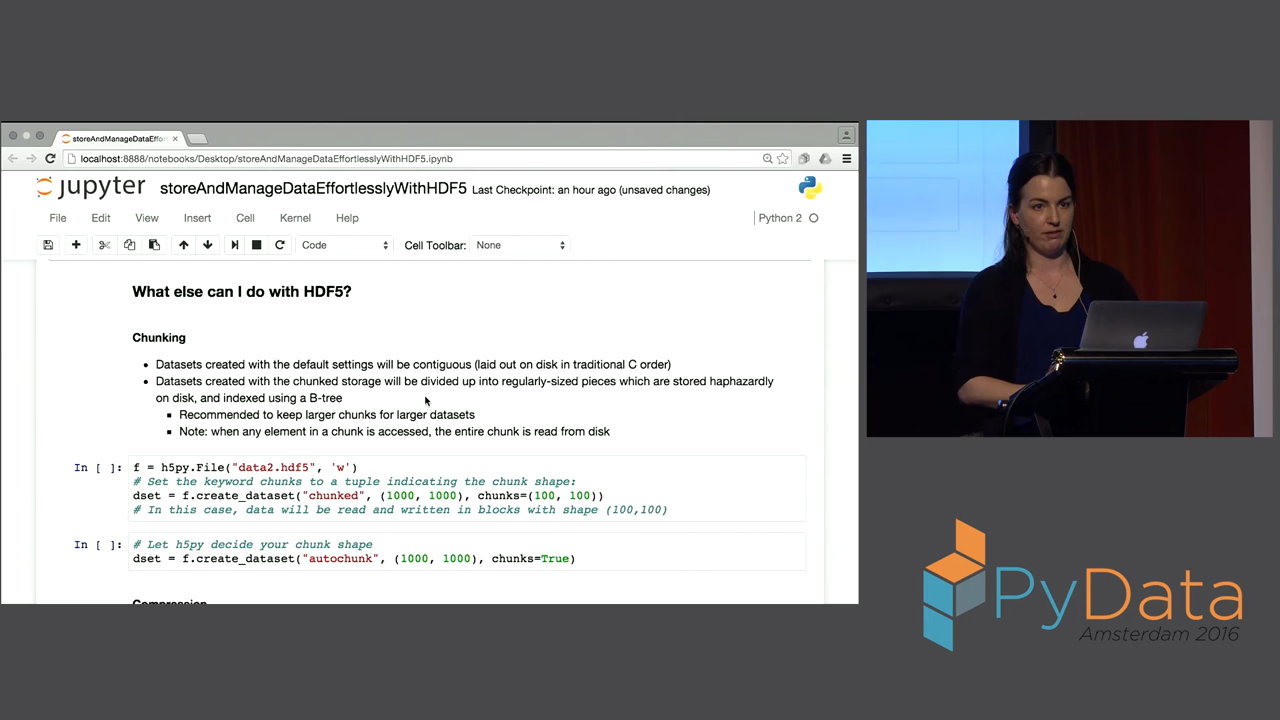 storeAndManageDataEffor
localhost:8888/notebooks/Desktop/storeAndManageDataEffortlesslyWithHDF5.ipynb
jupyter storeAndManageDataEffortlesslyWithHDF5 Last Checkpoint: an hour ago (unsaved changes)
File Edit View Insert Cell Kernel Help Python 2
Code Cell Toolbar: None
What else can I do with HDF5?
Chunking
• Datasets created with the default settings will be contiguous (laid out on disk in traditional C order)
• Datasets created with the chunked storage will be divided up into regularly-sized pieces which are stored haphazardly
on disk, and indexed using a B-tree
▪ Recommended to keep larger chunks for larger datasets
▪ Note: when any element in a chunk is accessed, the entire chunk is read from disk
In [ ]: f = h5py.File("data2.hdf5", 'w')
# Set the keyword chunks to a tuple indicating the chunk shape:
dset = f.create_dataset("chunked", (1000, 1000), chunks=(100, 100))
# In this case, data will be read and written in blocks with shape (100,100)
In [ ]: # Let h5py decide your chunk shape
dset = f.create_dataset("autochunk", (1000, 1000), chunks=True)
Compression
PyData
Amsterdam 2016